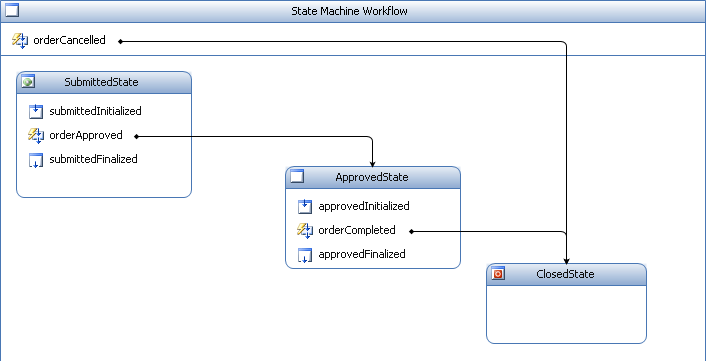 State Machine Workflow
orderCancelled
SubmittedState
submittedInitialized
orderApproved
submittedFinalized
ApprovedState
approvedInitialized
orderCompleted
approvedFinalized
ClosedState